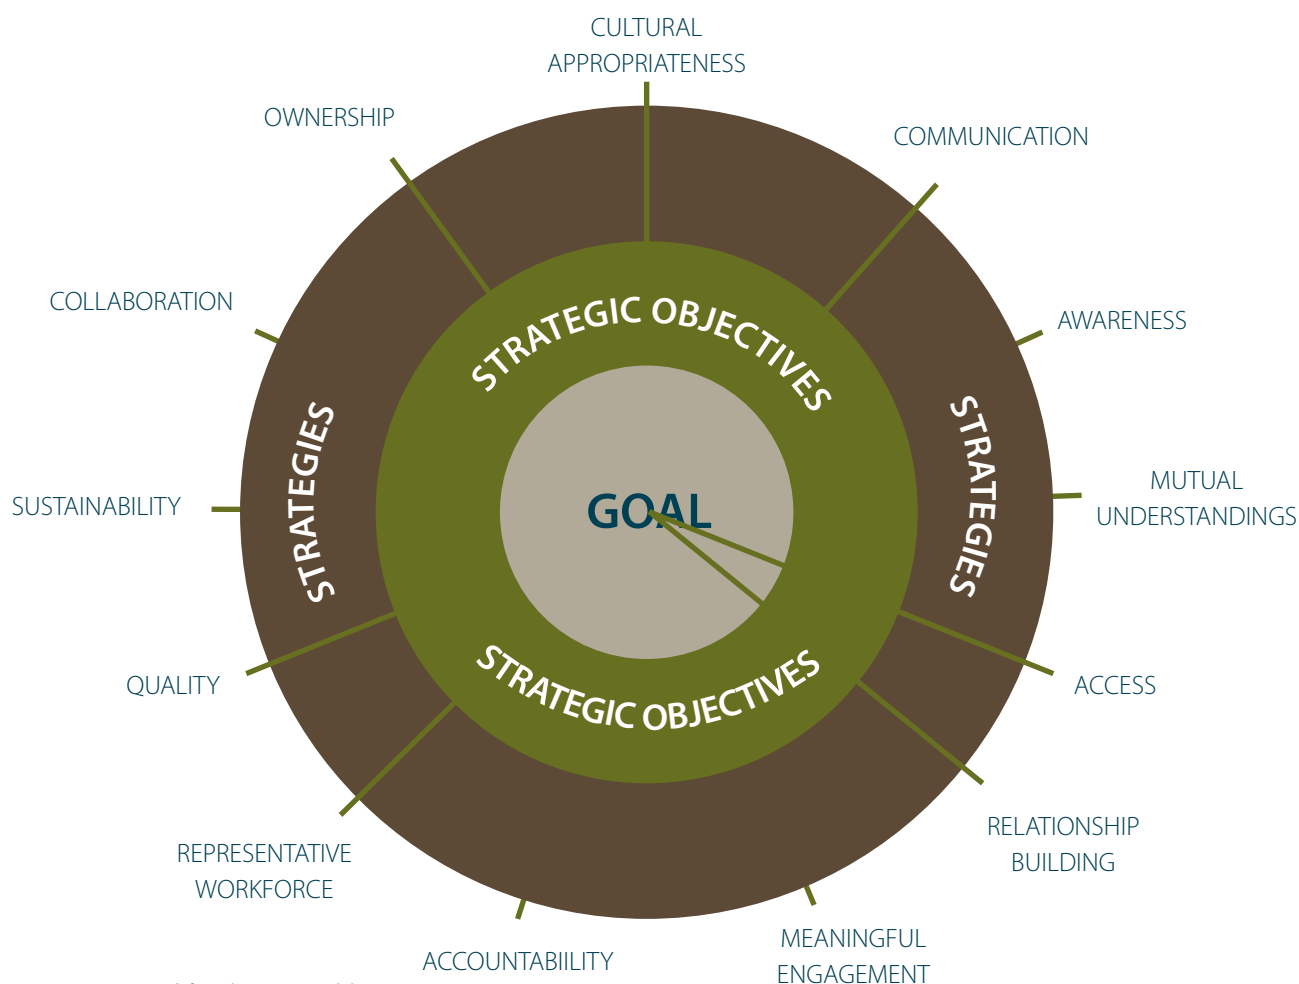 CULTURAL
APPROPRIATENESS
OWNERSHIP
COMMUNICATION
COLLABORATION
AWARENESS
STRATEGIC OBJECTIVES
STRATEGIES
STRATEGIES
MUTUAL
UNDERSTANDINGS
SUSTAINABILITY
GOAL
STRATEGIC OBJECTIVES
QUALITY
ACCESS
RELATIONSHIP
BUILDING
REPRESENTATIVE
WORKFORCE
MEANINGFUL
ENGAGEMENT
ACCOUNTABIILITY